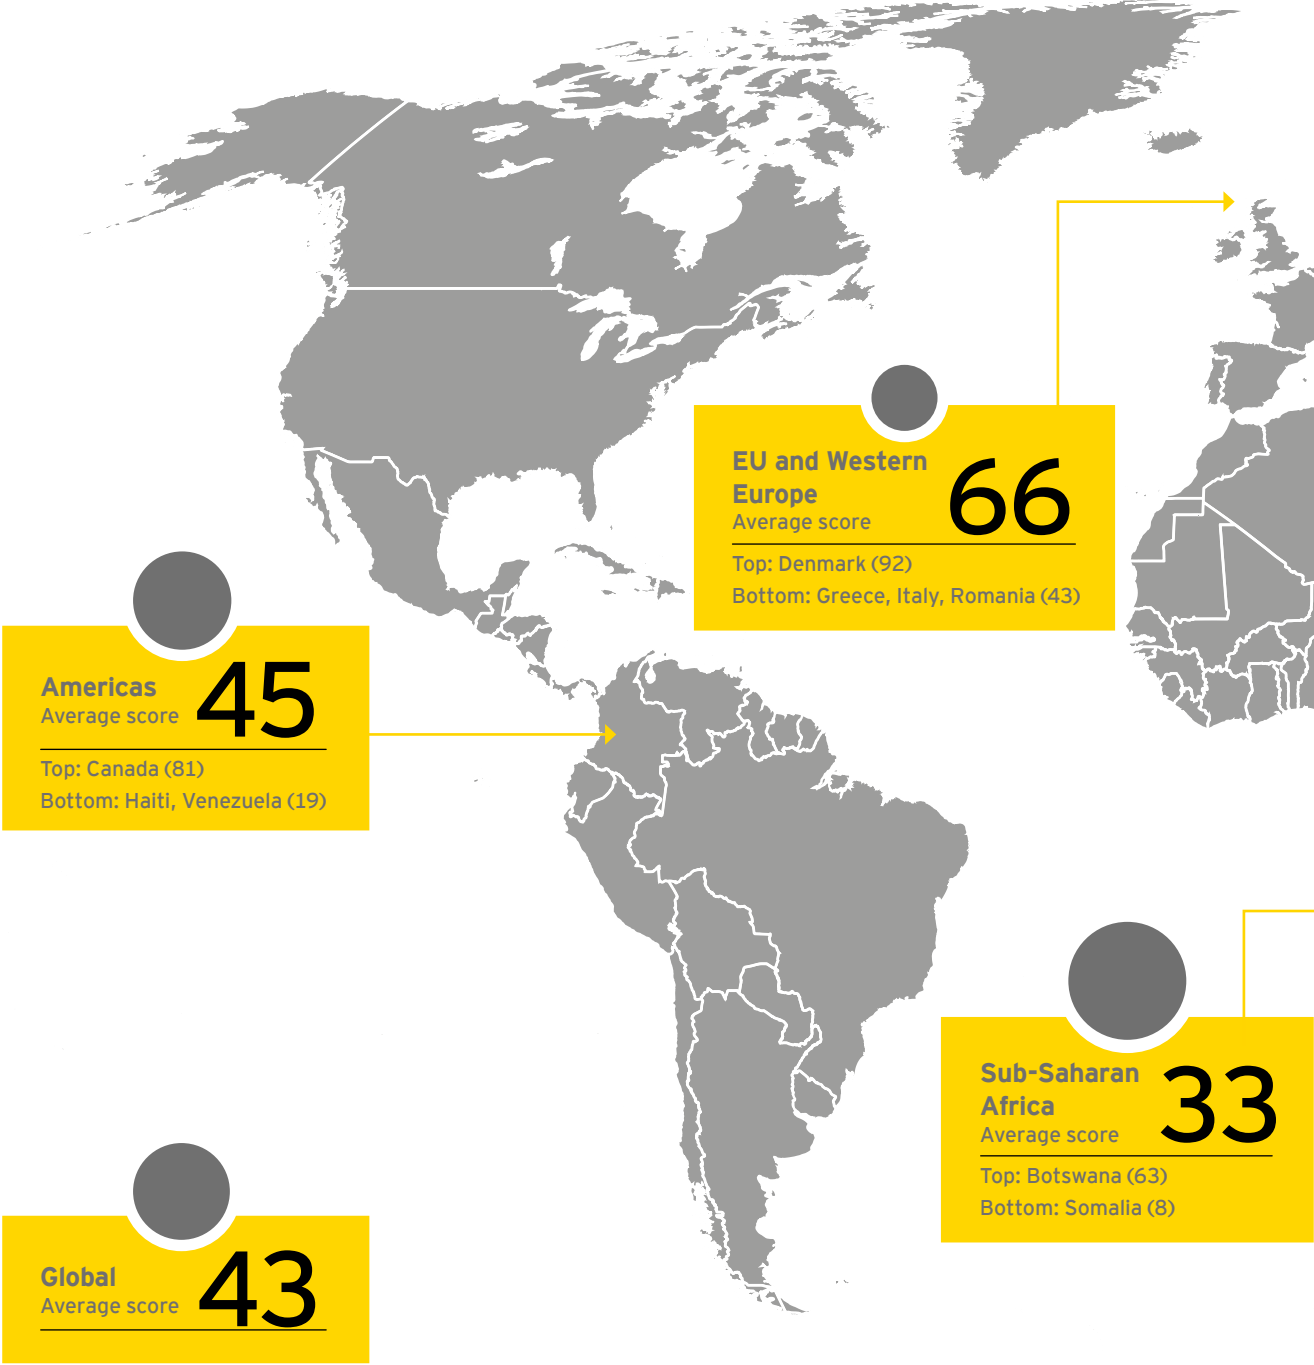 EU and Western
Europe
Average score
66
Top: Denmark (92)
Bottom: Greece, Italy, Romania (43)
Americas
Average score
45
Top: Canada (81)
Bottom: Haiti, Venezuela (19)
Sub-Saharan
Africa
Average score
33
Top: Botswana (63)
Bottom: Somalia (8)
Global
Average score
43